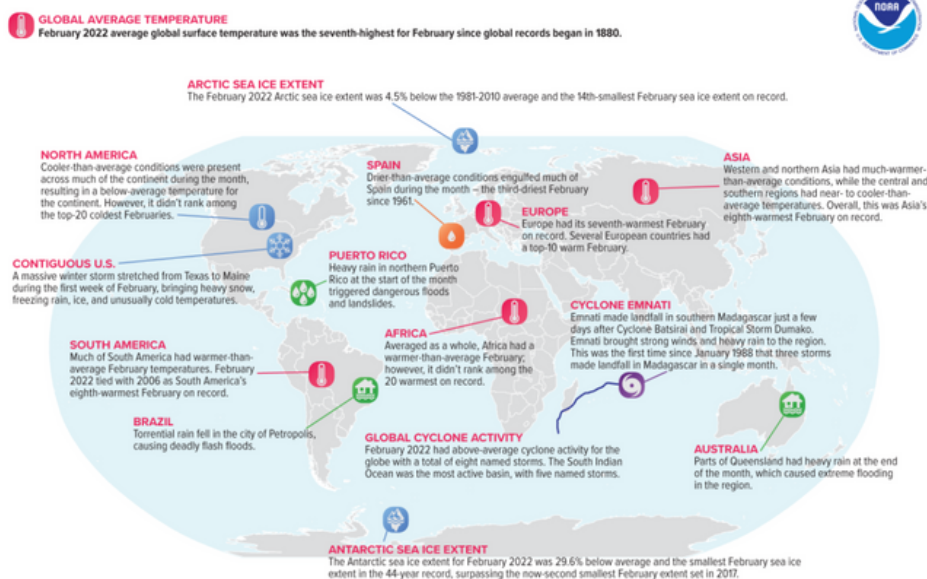 GLOBAL AVERAGE TEMPERATURE
February 2022 average global surface temperature was the seventh-highest for February since global records began in 1880.
NOAA
ARCTIC SEA ICE EXTENT
The February 2022 Arctic sea ice extent was 4.5% below the 1981-2010 average and the 14th-smallest February sea ice extent on record.
NORTH AMERICA
Cooler-than-average conditions were present
across much of the continent during the month,
resulting in a below-average temperature for
the continent. However, it didn't rank among
the top-20 coldest Februaries.
SPAIN
Drier-than-average conditions engulfed much of
Spain during the month – the third-driest February
since 1961.
ASIA
Western and northern Asia had much-warmer-
than-average conditions, while the central and
southern regions had near- to cooler-than-
average temperatures. Overall, this was Asia's
eighth-warmest February on record.
EUROPE
Europe had its seventh-warmest February
on record. Several European countries had
a top-10 warm February.
CONTIGUOUS U.S.
A massive winter storm stretched from Texas to Maine
during the first week of February, bringing heavy snow,
freezing rain, ice, and unusually cold temperatures.
PUERTO RICO
Heavy rain in northern Puerto
Rico at the start of the month
triggered dangerous floods
and landslides.
CYCLONE EMNATI
Emnati made landfall in southern Madagascar just a few
days after Cyclone Batsirai and Tropical Storm Dumako.
Emnati brought strong winds and heavy rain to the region.
This was the first time since January 1988 that three storms
made landfall in Madagascar in a single month.
AFRICA
Averaged as a whole, Africa had a
warmer-than-average February;
however, it didn't rank among the
20 warmest on record.
SOUTH AMERICA
Much of South America had warmer-than-
average February temperatures. February
2022 tied with 2006 as South America's
eighth-warmest February on record.
BRAZIL
Torrential rain fell in the city of Petropolis,
causing deadly flash floods.
GLOBAL CYCLONE ACTIVITY
February 2022 had above-average cyclone activity for the
globe with a total of eight named storms. The South Indian
Ocean was the most active basin, with five named storms.
AUSTRALIA
Parts of Queensland had heavy rain at the end
of the month, which caused extreme flooding
in the region.
ANTARCTIC SEA ICE EXTENT
The Antarctic sea ice extent for February 2022 was 29.6% below average and the smallest February sea ice
extent in the 44-year record, surpassing the now-second smallest February extent set in 2017.